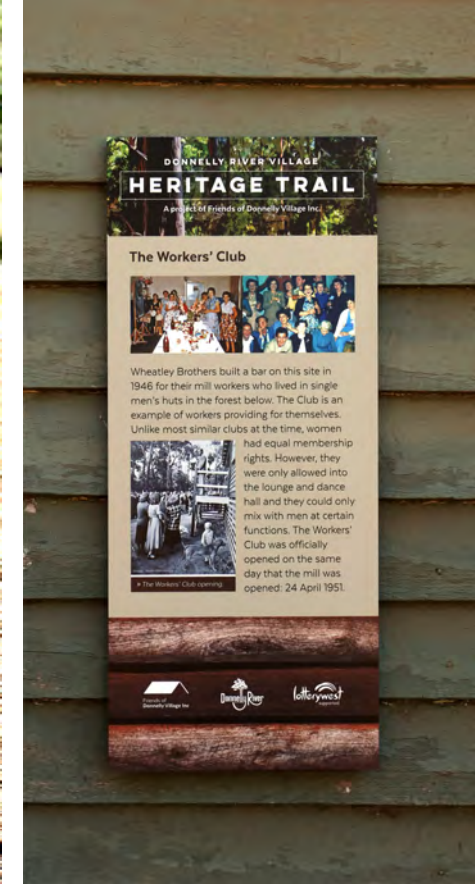 DONNELLY RIVER VILLAGE
HERITAGE TRAIL
A project of Friends of Donnelly Village Inc.
The Workers' Club
Wheatley Brothers built a bar on this site in
1946 for their mill workers who lived in single
men's huts in the forest below. The Club is an
example of workers providing for themselves.
Unlike most similar clubs at the time, women
had equal membership
rights. However, they
were only allowed into
the lounge and dance
hall and they could only
mix with men at certain
functions. The Workers'
Club was officially
opened on the same
day that the mill was
opened: 24 April 1951.
The Workers' Club opening.
Friends of
Donnelly Village Inc
Donnelly River
lotterywest
supported